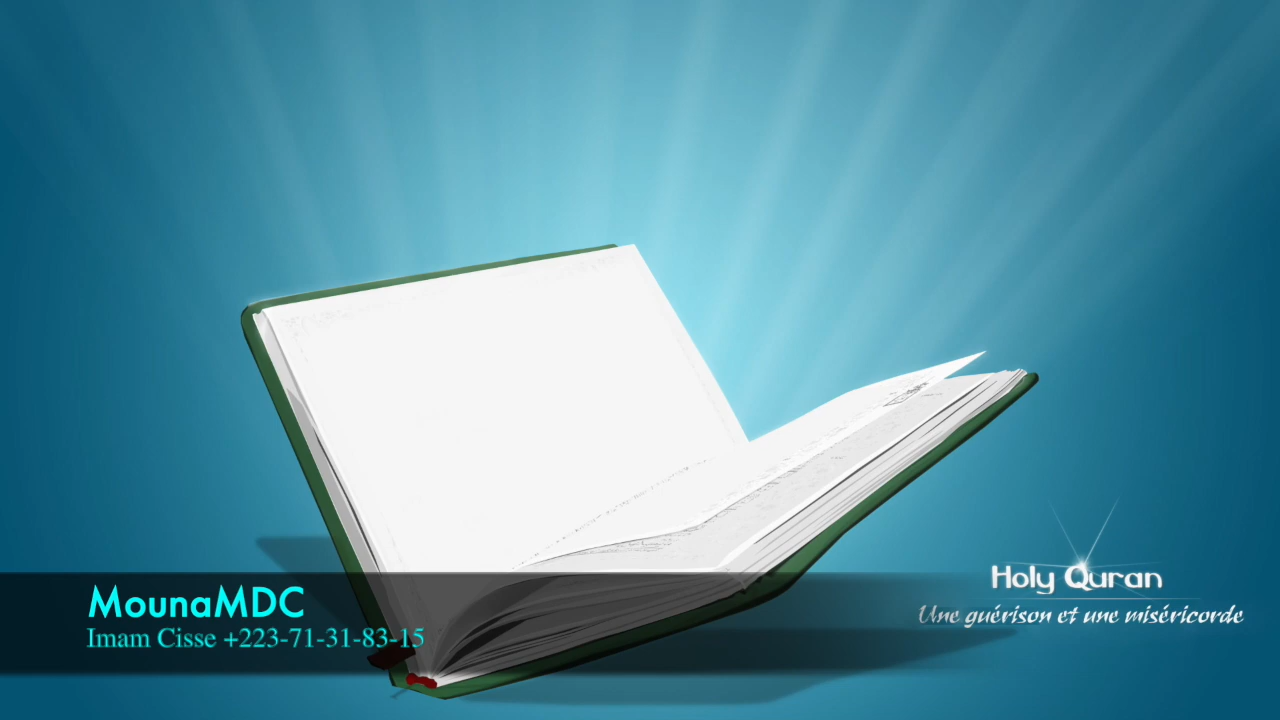 MounaMDC
Imam Cisse +223-71-31-83-15
Holy Quran
Une guérison et une miséricorde